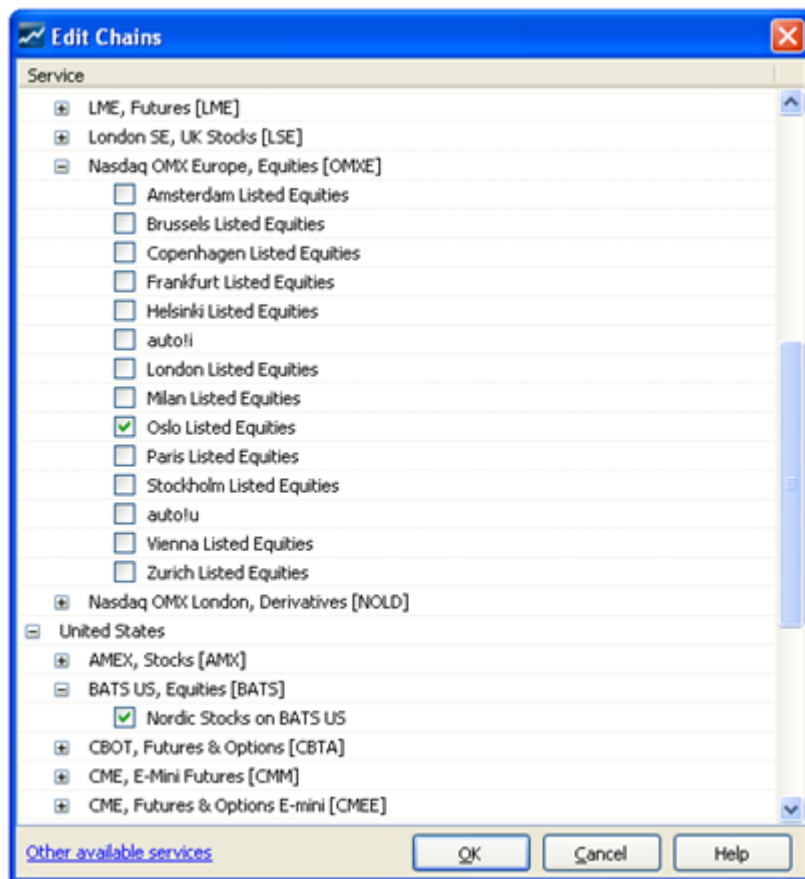 Edit Chains
Service
LME, Futures [LME]
London SE, UK Stocks [LSE]
Nasdaq OMX Europe, Equities [OMXE]
Amsterdam Listed Equities
Brussels Listed Equities
Copenhagen Listed Equities
Frankfurt Listed Equities
Helsinki Listed Equities
auto!i
London Listed Equities
Milan Listed Equities
Oslo Listed Equities
Paris Listed Equities
Stockholm Listed Equities
auto!u
Vienna Listed Equities
Zurich Listed Equities
Nasdaq OMX London, Derivatives [NOLD]
United States
AMEX, Stocks [AMX]
BATS US, Equities [BATS]
Nordic Stocks on BATS US
CBOT, Futures & Options [CBTA]
CME, E-Mini Futures [CMM]
CME, Futures & Options E-mini [CMEE]
Other available services OK Cancel Help